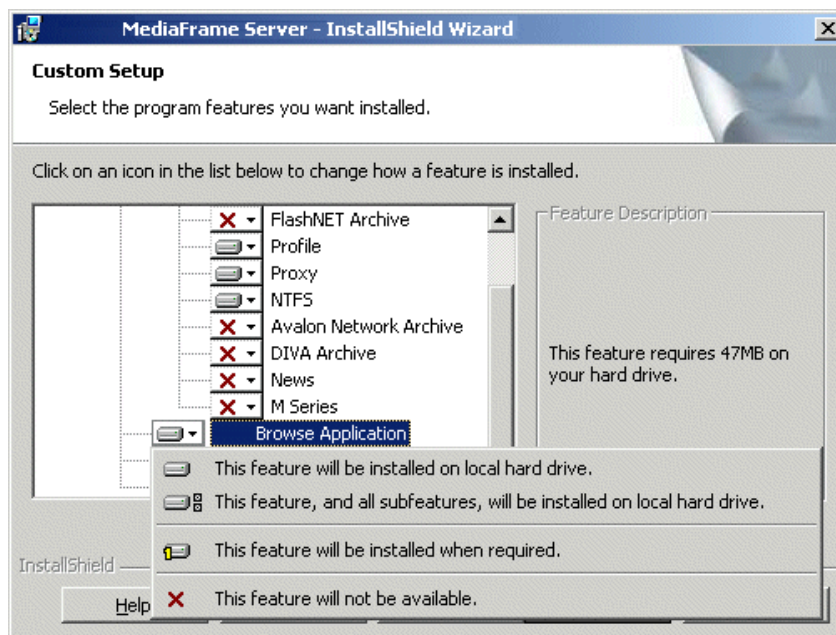 MediaFrame Server - InstallShield Wizard
Custom Setup
Select the program features you want installed.
Click on an icon in the list below to change how a feature is installed.
FlashNET Archive
Profile
Proxy
NTFS
Avalon Network Archive
DIVA Archive
News
M Series
Browse Application
Feature Description
This feature requires 47MB on
your hard drive.
This feature will be installed on local hard drive.
This feature, and all subfeatures, will be installed on local hard drive.
This feature will be installed when required.
This feature will not be available.
InstallShield
Help